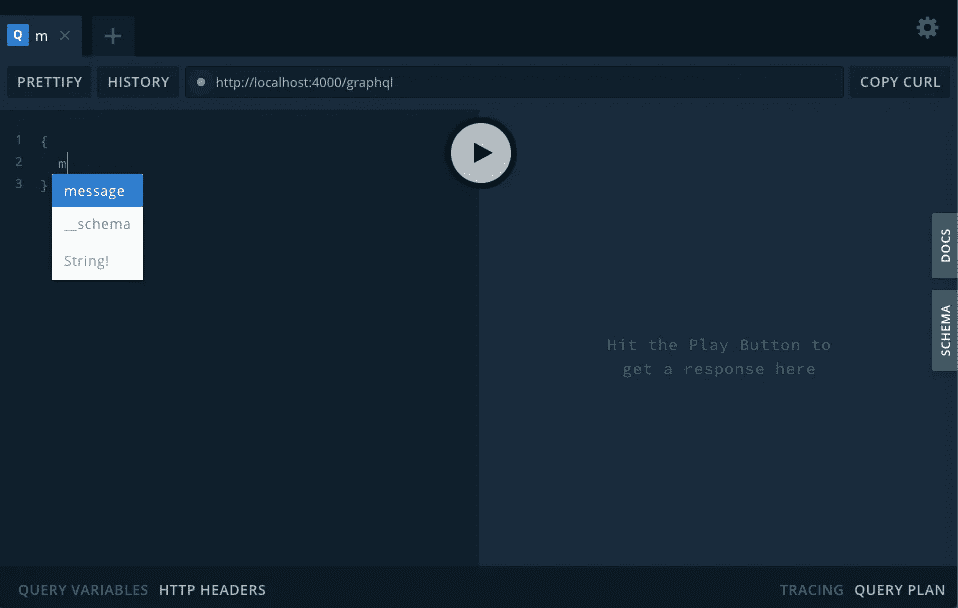 Q m
PRETTIFY HISTORY http://localhost:4000/graphql COPY CURL
1 {
2 m
3 }
message
__schema
String!
DOCS
SCHEMA
Hit the Play Button to
get a response here
QUERY VARIABLES HTTP HEADERS TRACING QUERY PLAN